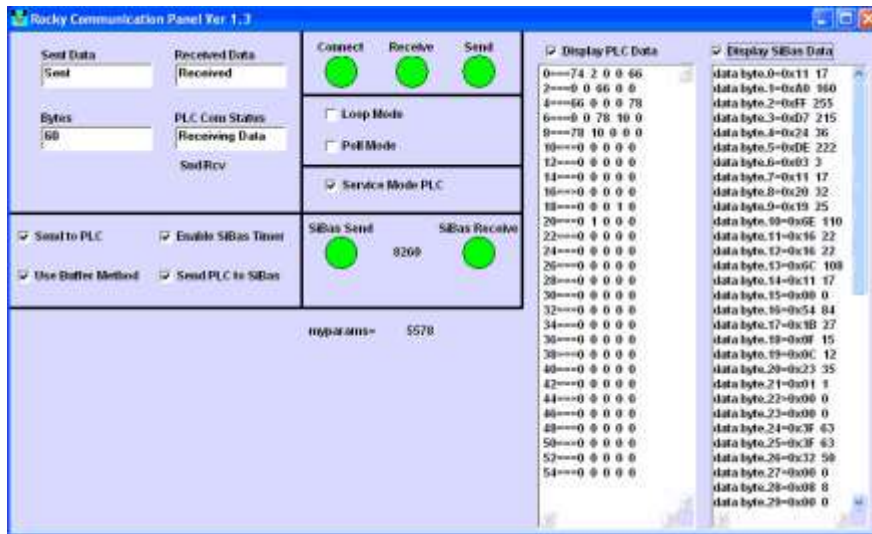 Rocky Communication Panel Ver 1.3
Sent Data
Received Data
Sent
Received
Bytes
PLC Com Status
60
Receiving Data
Snd/Rcv
Connect Receive Send
Loop Mode
Poll Mode
Service Mode PLC
Send to PLC
Enable SiBas Timer
Use Buffer Method
Send PLC to SiBas
SiBas Send
SiBas Receive
8260
myparams= 5578
Display PLC Data
0===74 2 0 0 66
2===0 0 66 0 0
4===66 0 0 0 78
6===0 0 78 10 0
8===78 10 0 0 0
10===0 0 0 0 0
12===0 0 0 0 0
14===0 0 0 0 0
16===0 0 0 0 0
18===0 0 0 1 0
20===0 1 0 0 0
22===0 0 0 0 0
24===0 0 0 0 0
26===0 0 0 0 0
28===0 0 0 0 0
30===0 0 0 0 0
32===0 0 0 0 0
34===0 0 0 0 0
36===0 0 0 0 0
38===0 0 0 0 0
40===0 0 0 0 0
42===0 0 0 0 0
44===0 0 0 0 0
46===0 0 0 0 0
48===0 0 0 0 0
50===0 0 0 0 0
52===0 0 0 0 0
54===0 0 0 0 0
Display SiBas Data
data byte.0=0x11 17
data byte.1=0xA0 160
data byte.2=0xFF 255
data byte.3=0xD7 215
data byte.4=0x24 36
data byte.5=0xDE 222
data byte.6=0x03 3
data byte.7=0x11 17
data byte.8=0x20 32
data byte.9=0x19 25
data byte.10=0x6E 110
data byte.11=0x16 22
data byte.12=0x16 22
data byte.13=0x6C 108
data byte.14=0x11 17
data byte.15=0x00 0
data byte.16=0x54 84
data byte.17=0x1B 27
data byte.18=0x0F 15
data byte.19=0x0C 12
data byte.20=0x23 35
data byte.21=0x01 1
data byte.22=0x00 0
data byte.23=0x00 0
data byte.24=0x3F 63
data byte.25=0x3F 63
data byte.26=0x32 50
data byte.27=0x00 0
data byte.28=0x08 8
data byte.29=0x00 0